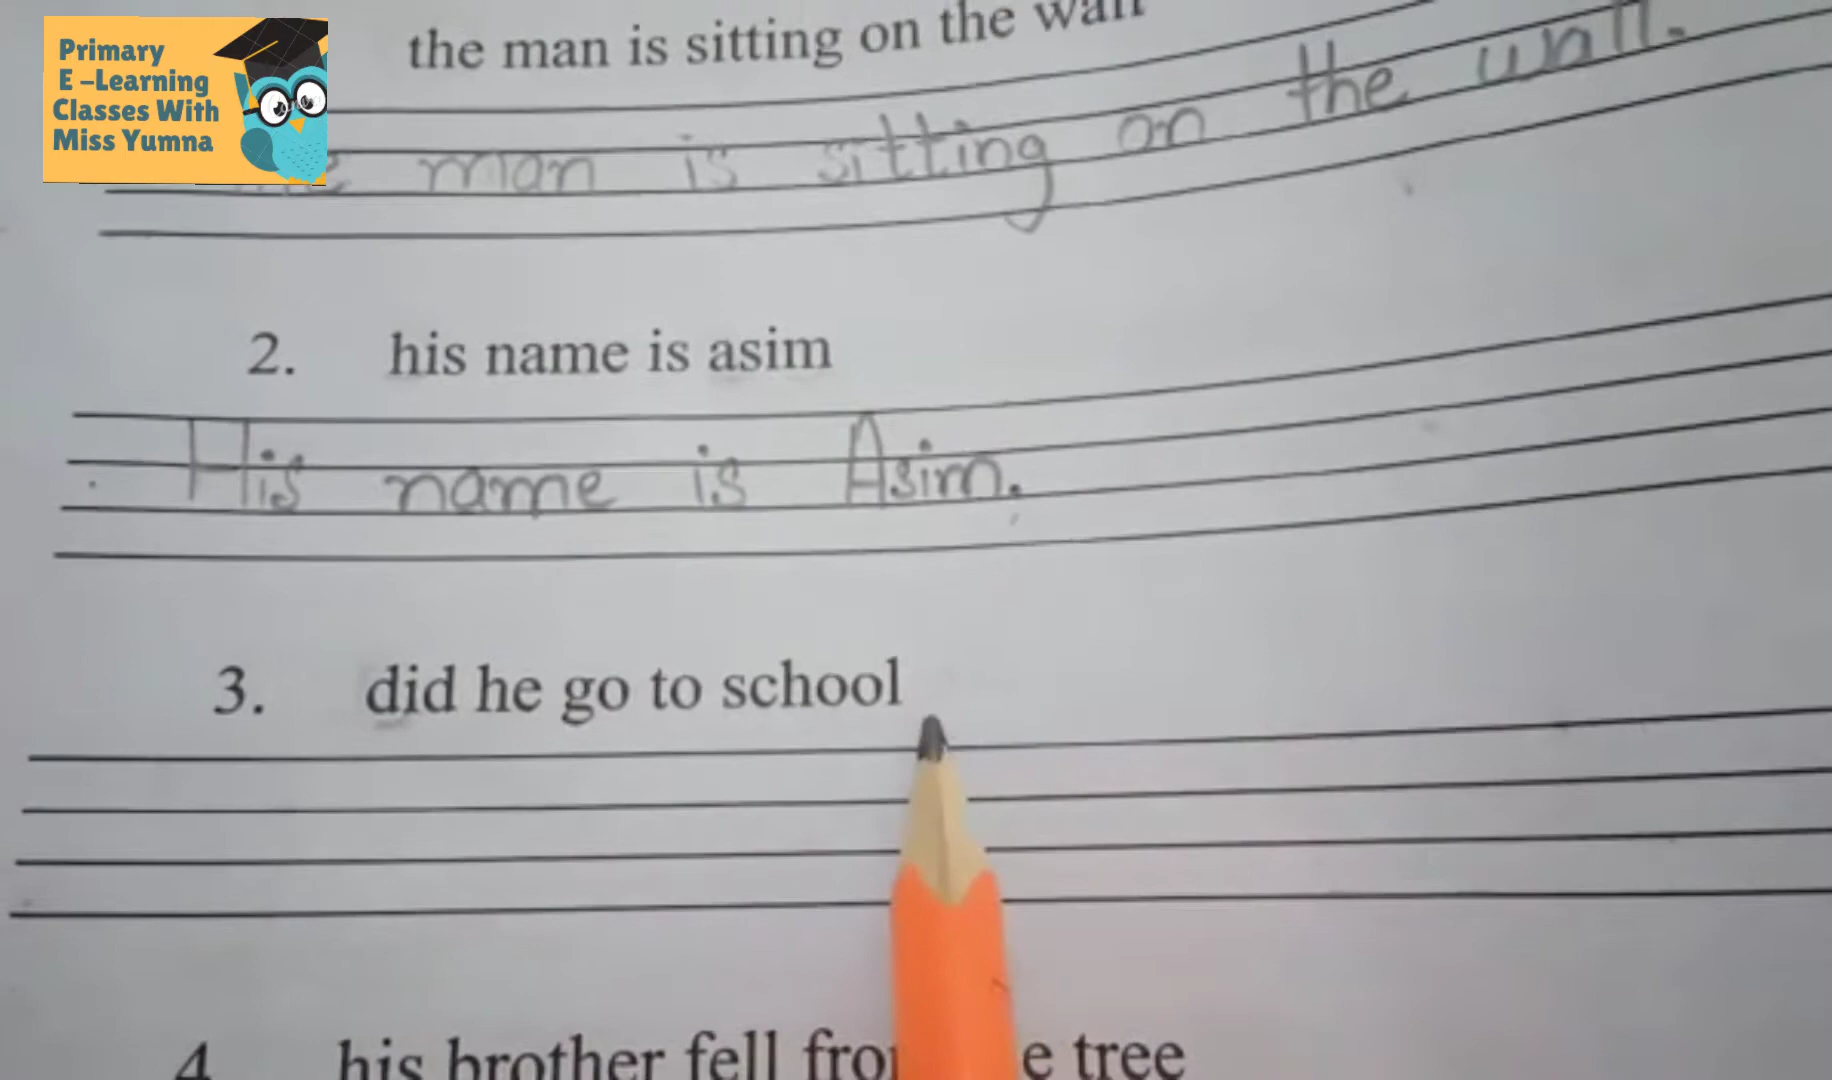 Primary
E -Learning
Classes With
Miss Yumna
the man is sitting on the wall
man is sitting on the wall.
2. his name is asim
His name is Asim.
3. did he go to school
4 his brother fell from e tree